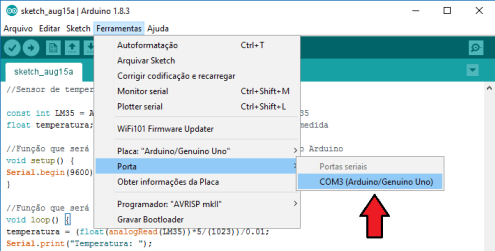 sketch_aug15a | Arduino 1.8.3
Arquivo Editar Sketch Ferramentas Ajuda
sketch_aug15a
Autoformatação Ctrl+T
Arquivar Sketch
Corrigir codificação e recarregar
Monitor serial Ctrl+Shift+M
Plotter serial Ctrl+Shift+L
WiFi101 Firmware Updater
Placa: "Arduino/Genuino Uno"
Porta
Obter informações da Placa
Programador: "AVRISP mkII"
Gravar Bootloader
Portas seriais
COM3 (Arduino/Genuino Uno)
//Sensor de temper
const int LM35 = A 35
float temperatura; medida
//Função que será o Arduino
void setup() {
Serial.begin(9600)
}
//Função que será
void loop() {
temperatura = (float(analogRead(LM35))*5/(1023))/0.01;
Serial.print("Temperatura: ");